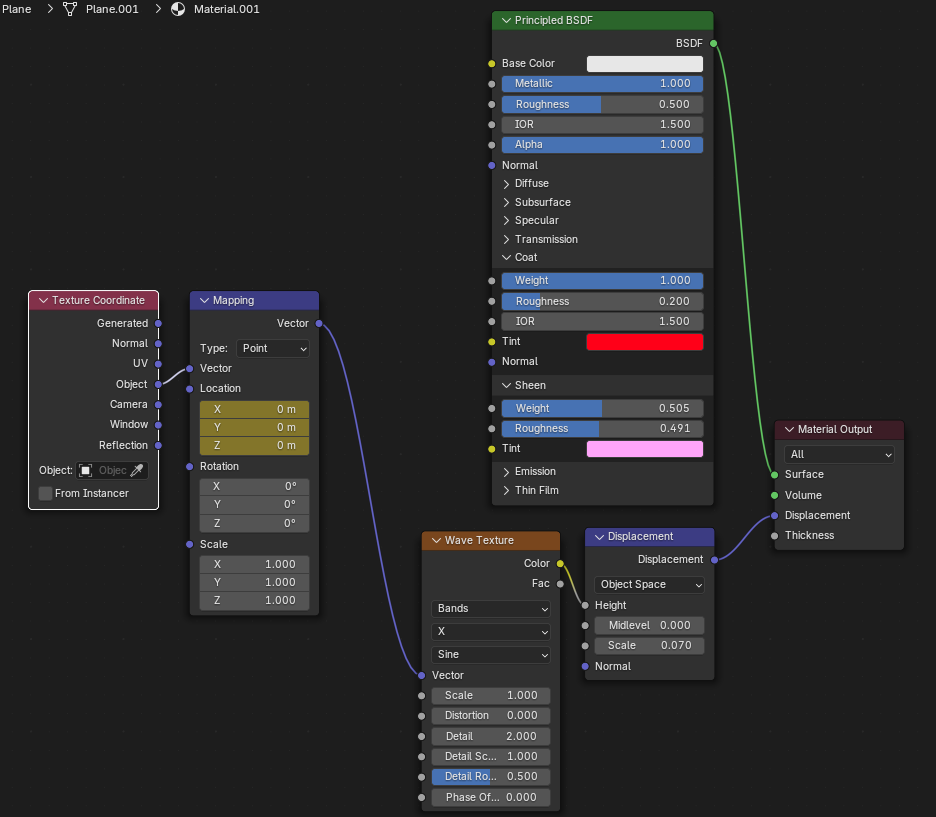 Plane > Plane.001 > Material.001
Principled BSDF
BSDF
Base Color
Metallic 1.000
Roughness 0.500
IOR 1.500
Alpha 1.000
Normal
Diffuse
Subsurface
Specular
Transmission
Coat
Weight 1.000
Roughness 0.200
IOR 1.500
Tint
Normal
Sheen
Weight 0.505
Roughness 0.491
Tint
Emission
Thin Film
Texture Coordinate
Generated
Normal
UV
Object
Camera
Window
Reflection
Object: Objec
From Instancer
Mapping
Vector
Type: Point
Vector
Location
X 0 m
Y 0 m
Z 0 m
Rotation
X 0°
Y 0°
Z 0°
Scale
X 1.000
Y 1.000
Z 1.000
Wave Texture
Color
Fac
Bands
X
Sine
Vector
Scale 1.000
Distortion 0.000
Detail 2.000
Detail Sc... 1.000
Detail Ro... 0.500
Phase Of... 0.000
Displacement
Displacement
Object Space
Height
Midlevel 0.000
Scale 0.070
Normal
Material Output
All
Surface
Volume
Displacement
Thickness